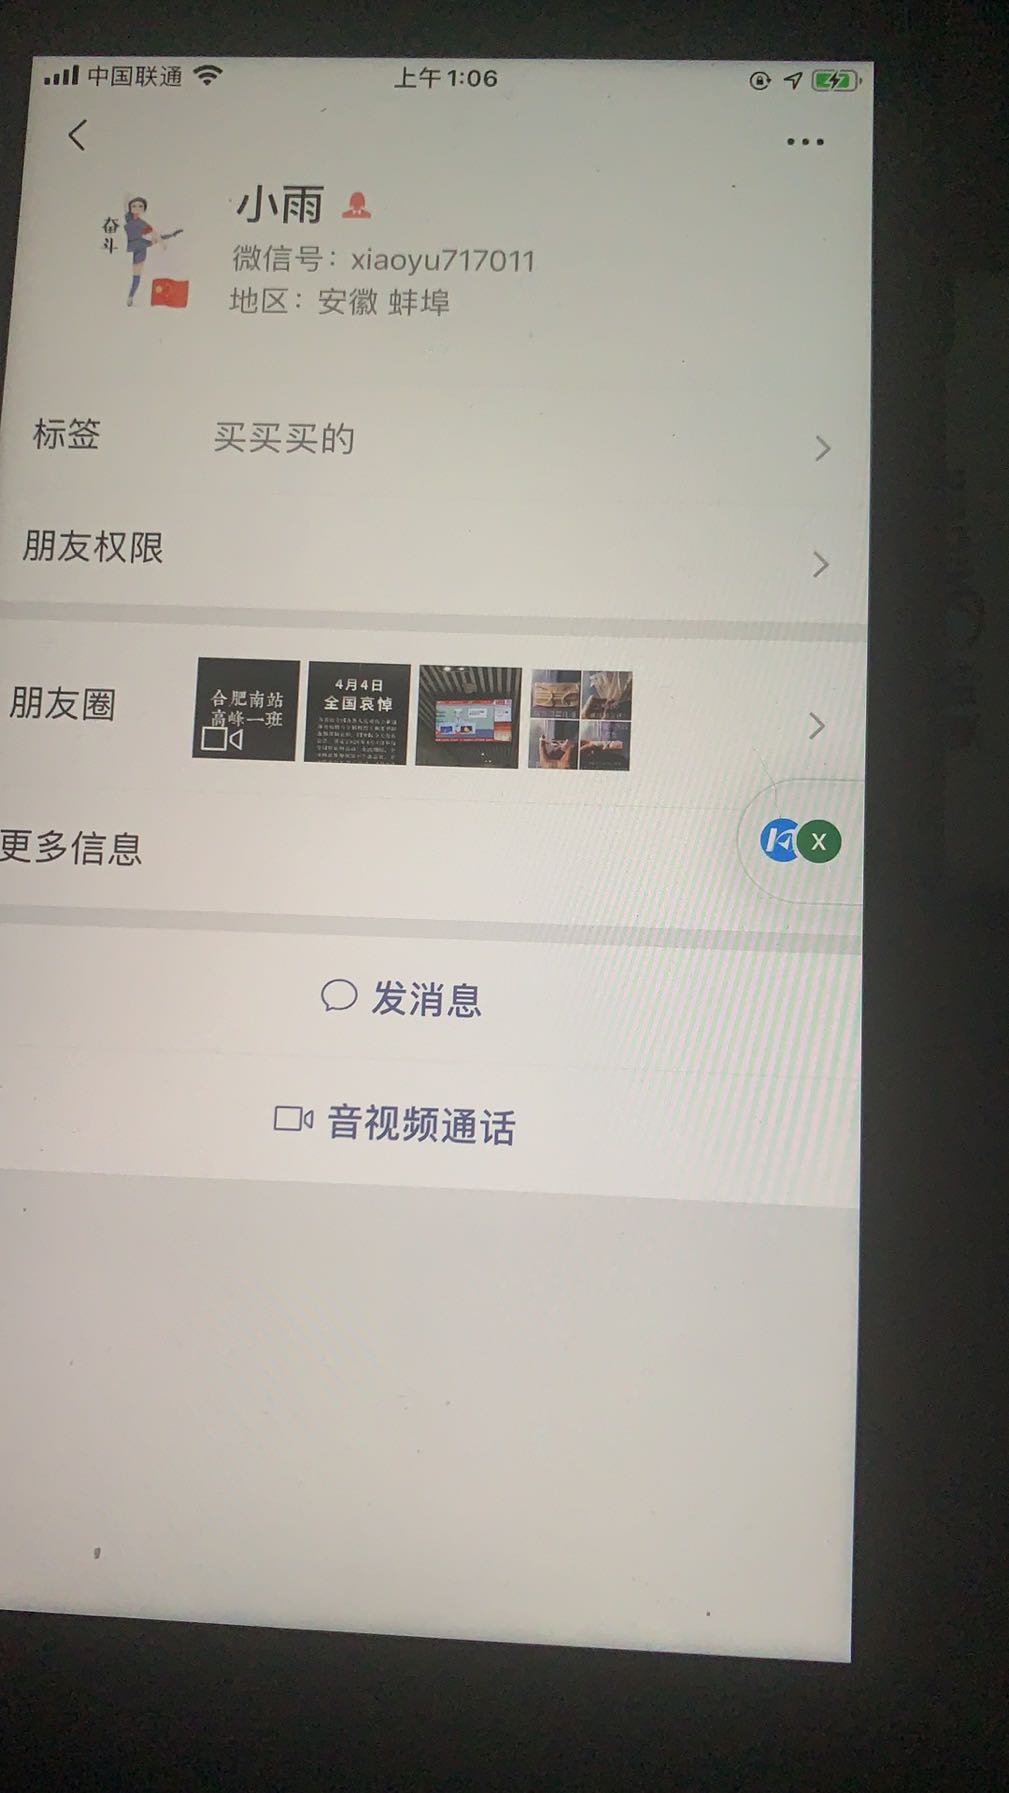 中国联通
上午1:06
奋斗
小雨
微信号：xiaoyu717011
地区：安徽 蚌埠
标签
买买买的
朋友权限
朋友圈
合肥南站
高峰一班
4月4日
全国哀悼
更多信息
X
发消息
音视频通话